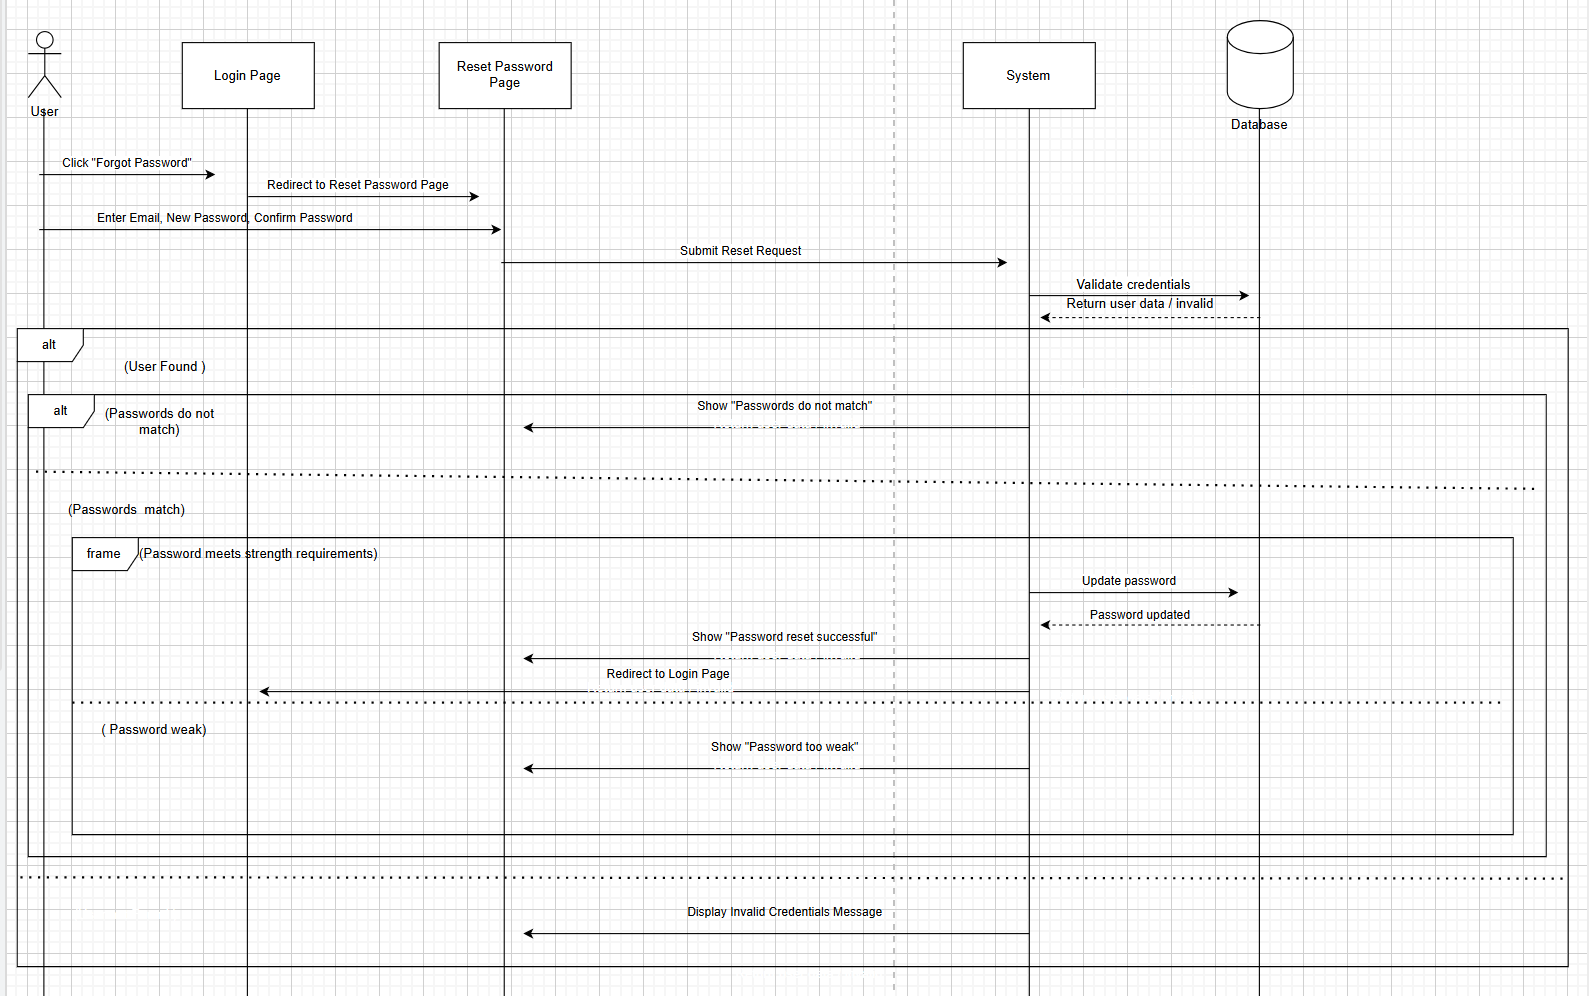 Login Page
Reset Password
Page
System
User
Database
Click "Forgot Password"
Redirect to Reset Password Page
Enter Email, New Password, Confirm Password
Submit Reset Request
Validate credentials
Return user data / invalid
alt
(User Found )
alt
(Passwords do not
match)
Show "Passwords do not match"
(Passwords  match)
frame
(Password meets strength requirements)
Update password
Password updated
Show "Password reset successful"
Redirect to Login Page
( Password weak)
Show "Password too weak"
Display Invalid Credentials Message